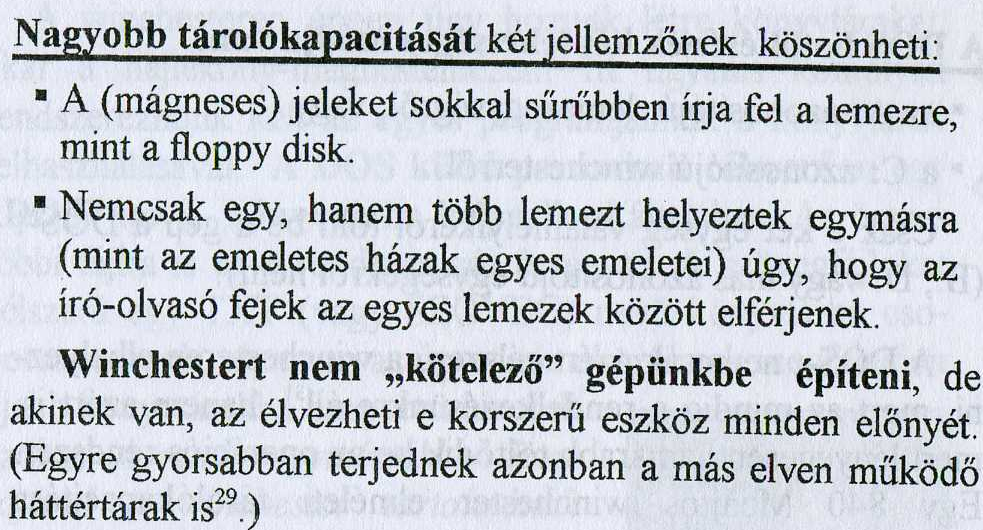 Nagyobb tárolókapacitását két jellemzőnek köszönheti:
▪ A (mágneses) jeleket sokkal sűrűbben írja fel a lemezre,
mint a floppy disk.
▪ Nemcsak egy, hanem több lemezt helyeztek egymásra
(mint az emeletes házak egyes emeletei) úgy, hogy az
író-olvasó fejek az egyes lemezek között elférjenek.
Winchestert nem „kötelező” gépünkbe építeni, de
akinek van, az élvezheti e korszerű eszköz minden előnyét.
(Egyre gyorsabban terjednek azonban a más elven működő
háttértárak is²⁹.)